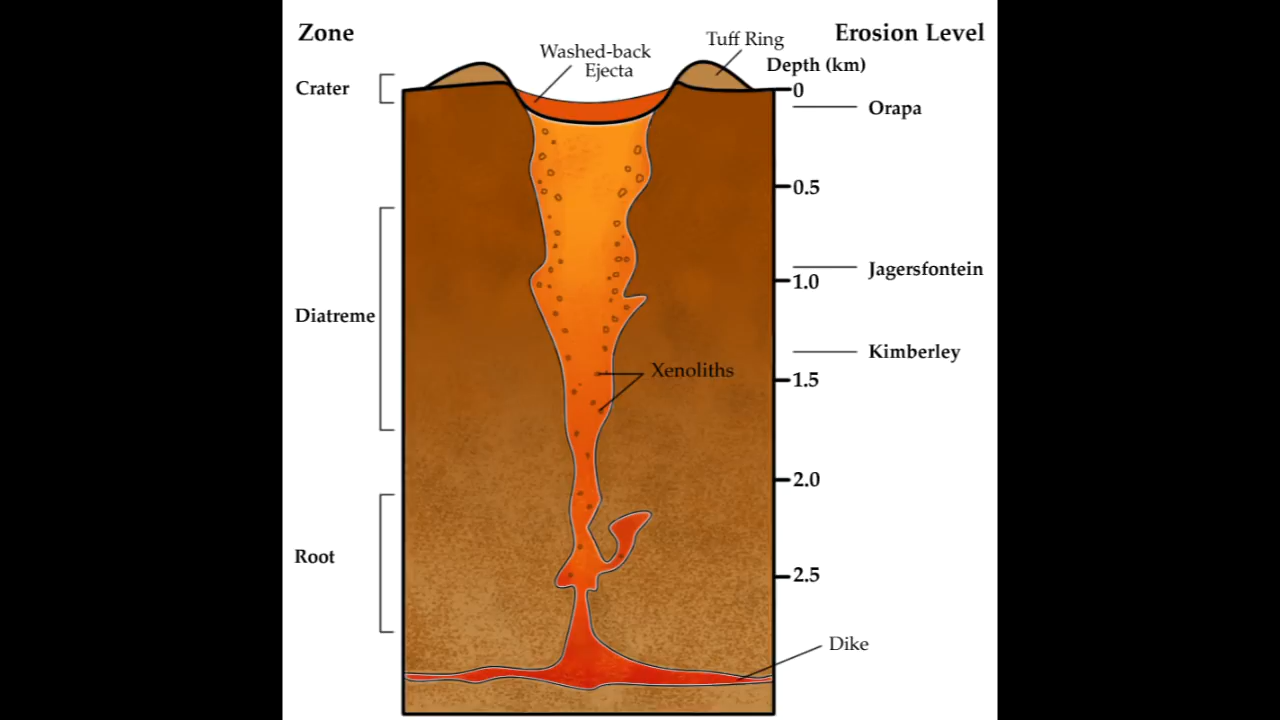 Zone
Erosion Level
Washed-back
Ejecta
Tuff Ring
Depth (km)
Crater
0
Orapa
0.5
Jagersfontein
1.0
Diatreme
Kimberley
Xenoliths
1.5
2.0
Root
2.5
Dike